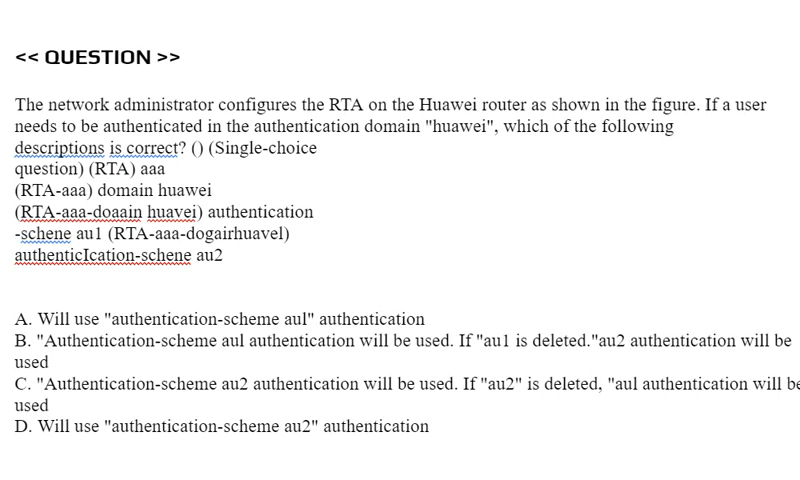 << QUESTION >>
The network administrator configures the RTA on the Huawei router as shown in the figure. If a user
needs to be authenticated in the authentication domain "huawei", which of the following
descriptions is correct? () (Single-choice
question) (RTA) aaa
(RTA-aaa) domain huawei
(RTA-aaa-doaain huavei) authentication
-schene au1 (RTA-aaa-dogairhuavel)
authenticIcation-schene au2
A. Will use "authentication-scheme aul" authentication
B. "Authentication-scheme aul authentication will be used. If "au1 is deleted."au2 authentication will be
used
C. "Authentication-scheme au2 authentication will be used. If "au2" is deleted, "aul authentication will be
used
D. Will use "authentication-scheme au2" authentication